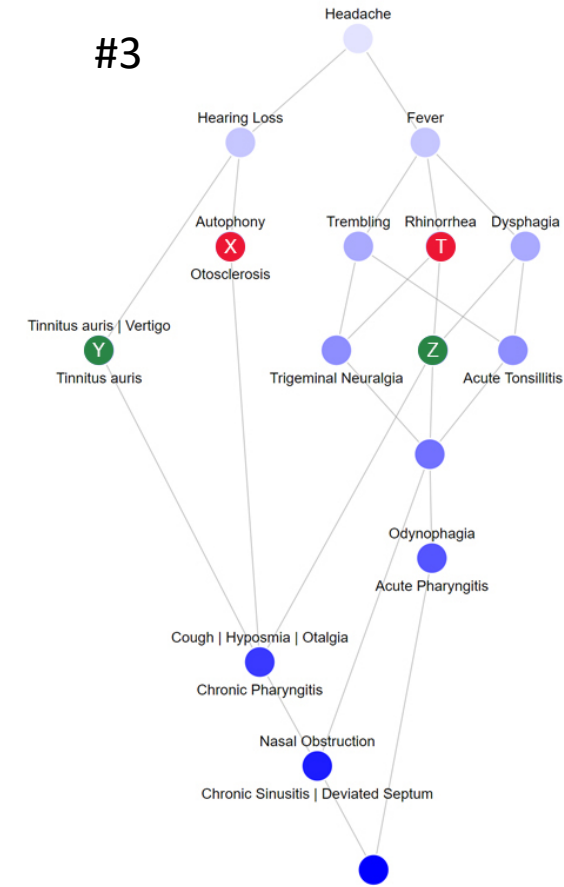 Headache
#3
Hearing Loss
Fever
Autophony
Trembling
Rhinorrhea
Dysphagia
X
T
Otosclerosis
Tinnitus auris | Vertigo
Y
Z
Tinnitus auris
Trigeminal Neuralgia
Acute Tonsillitis
Odynophagia
Acute Pharyngitis
Cough | Hyposmia | Otalgia
Chronic Pharyngitis
Nasal Obstruction
Chronic Sinusitis | Deviated Septum